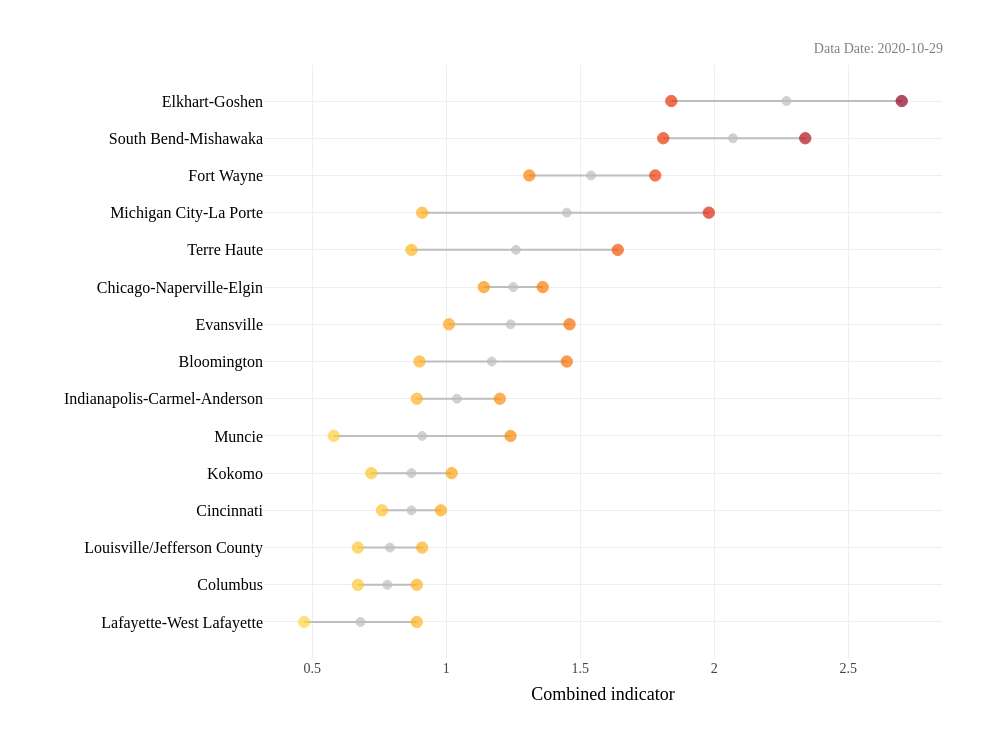 Data Date: 2020-10-29
Elkhart-Goshen
South Bend-Mishawaka
Fort Wayne
Michigan City-La Porte
Terre Haute
Chicago-Naperville-Elgin
Evansville
Bloomington
Indianapolis-Carmel-Anderson
Muncie
Kokomo
Cincinnati
Louisville/Jefferson County
Columbus
Lafayette-West Lafayette
0.5 1 1.5 2 2.5
Combined indicator